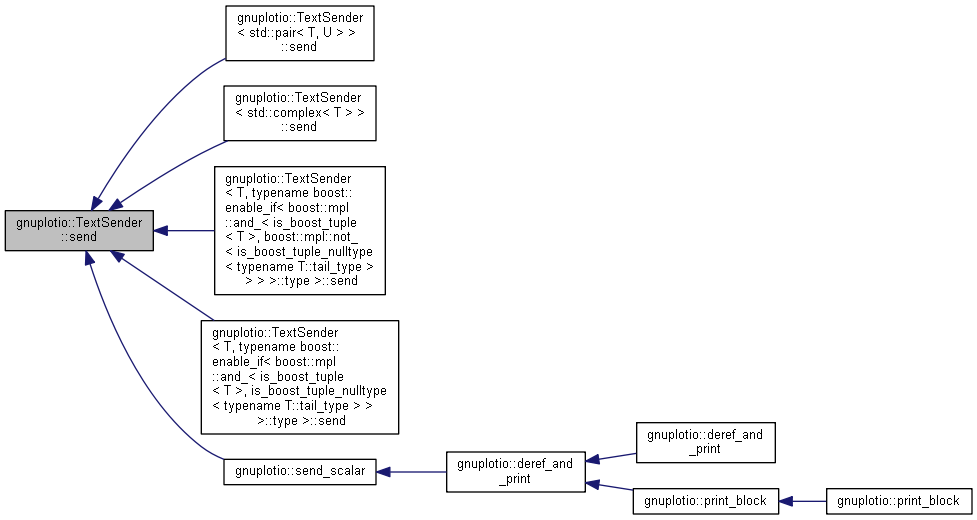 gnuplotio::TextSender
< std::pair< T, U > >
::send
gnuplotio::TextSender
< std::complex< T > >
::send
gnuplotio::TextSender
< T, typename boost::
enable_if< boost::mpl
::and_< is_boost_tuple
< T >, boost::mpl::not_
< is_boost_tuple_nulltype
< typename T::tail_type >
> > >::type >::send
gnuplotio::TextSender
::send
gnuplotio::TextSender
< T, typename boost::
enable_if< boost::mpl
::and_< is_boost_tuple
< T >, is_boost_tuple_nulltype
< typename T::tail_type > >
>::type >::send
gnuplotio::send_scalar
gnuplotio::deref_and
_print
gnuplotio::deref_and
_print
gnuplotio::print_block
gnuplotio::print_block